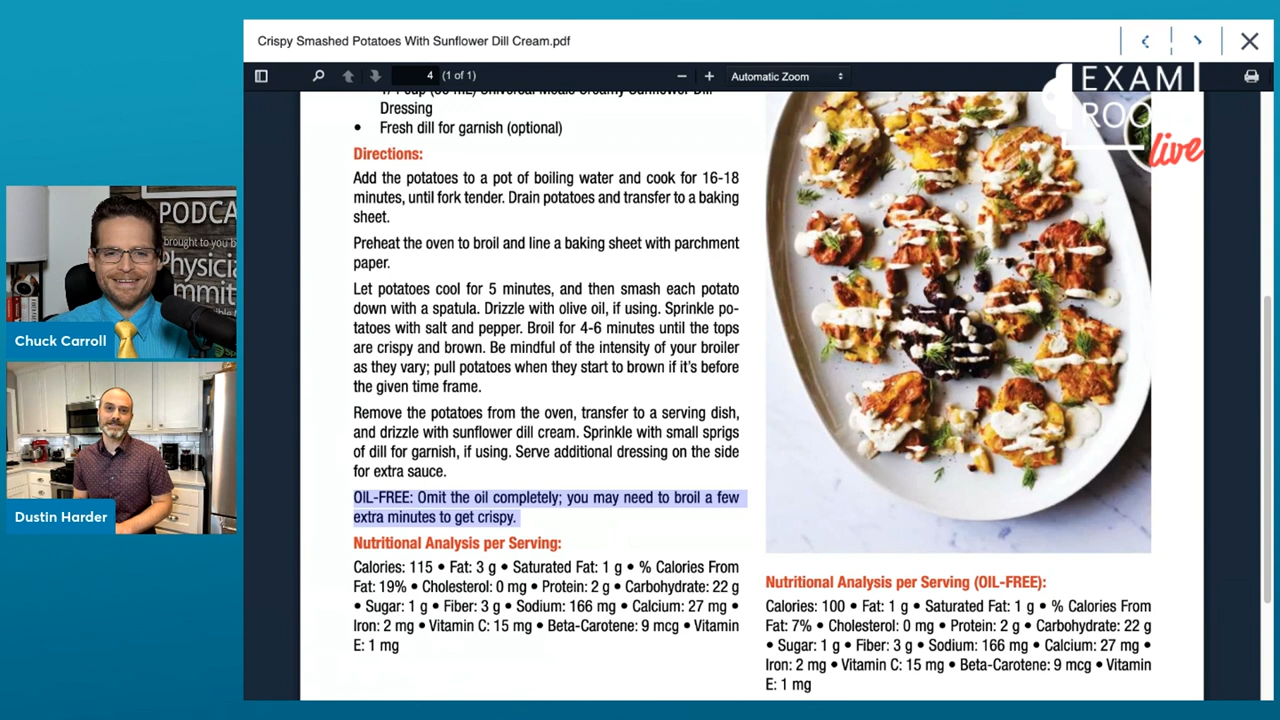 Crispy Smashed Potatoes With Sunflower Dill Cream.pdf
4 (1 of 1)
Automatic Zoom
EXAM
ROO
live
Dressing
• Fresh dill for garnish (optional)
Directions:
Add the potatoes to a pot of boiling water and cook for 16-18
minutes, until fork tender. Drain potatoes and transfer to a baking
sheet.
Preheat the oven to broil and line a baking sheet with parchment
paper.
Let potatoes cool for 5 minutes, and then smash each potato
down with a spatula. Drizzle with olive oil, if using. Sprinkle po-
tatoes with salt and pepper. Broil for 4-6 minutes until the tops
are crispy and brown. Be mindful of the intensity of your broiler
as they vary; pull potatoes when they start to brown if it's before
the given time frame.
Remove the potatoes from the oven, transfer to a serving dish,
and drizzle with sunflower dill cream. Sprinkle with small sprigs
of dill for garnish, if using. Serve additional dressing on the side
for extra sauce.
OIL-FREE: Omit the oil completely; you may need to broil a few
extra minutes to get crispy.
Nutritional Analysis per Serving:
Calories: 115 • Fat: 3 g • Saturated Fat: 1 g • % Calories From
Fat: 19% • Cholesterol: 0 mg • Protein: 2 g • Carbohydrate: 22 g
• Sugar: 1 g • Fiber: 3 g • Sodium: 166 mg • Calcium: 27 mg •
Iron: 2 mg • Vitamin C: 15 mg • Beta-Carotene: 9 mcg • Vitamin
E: 1 mg
Nutritional Analysis per Serving (OIL-FREE):
Calories: 100 • Fat: 1 g • Saturated Fat: 1 g • % Calories From
Fat: 7% • Cholesterol: 0 mg • Protein: 2 g • Carbohydrate: 22 g
• Sugar: 1 g • Fiber: 3 g • Sodium: 166 mg • Calcium: 27 mg •
Iron: 2 mg • Vitamin C: 15 mg • Beta-Carotene: 9 mcg • Vitamin
E: 1 mg
PODCA
brought to you b
Physicia
mmitt
Chuck Carroll
Dustin Harder